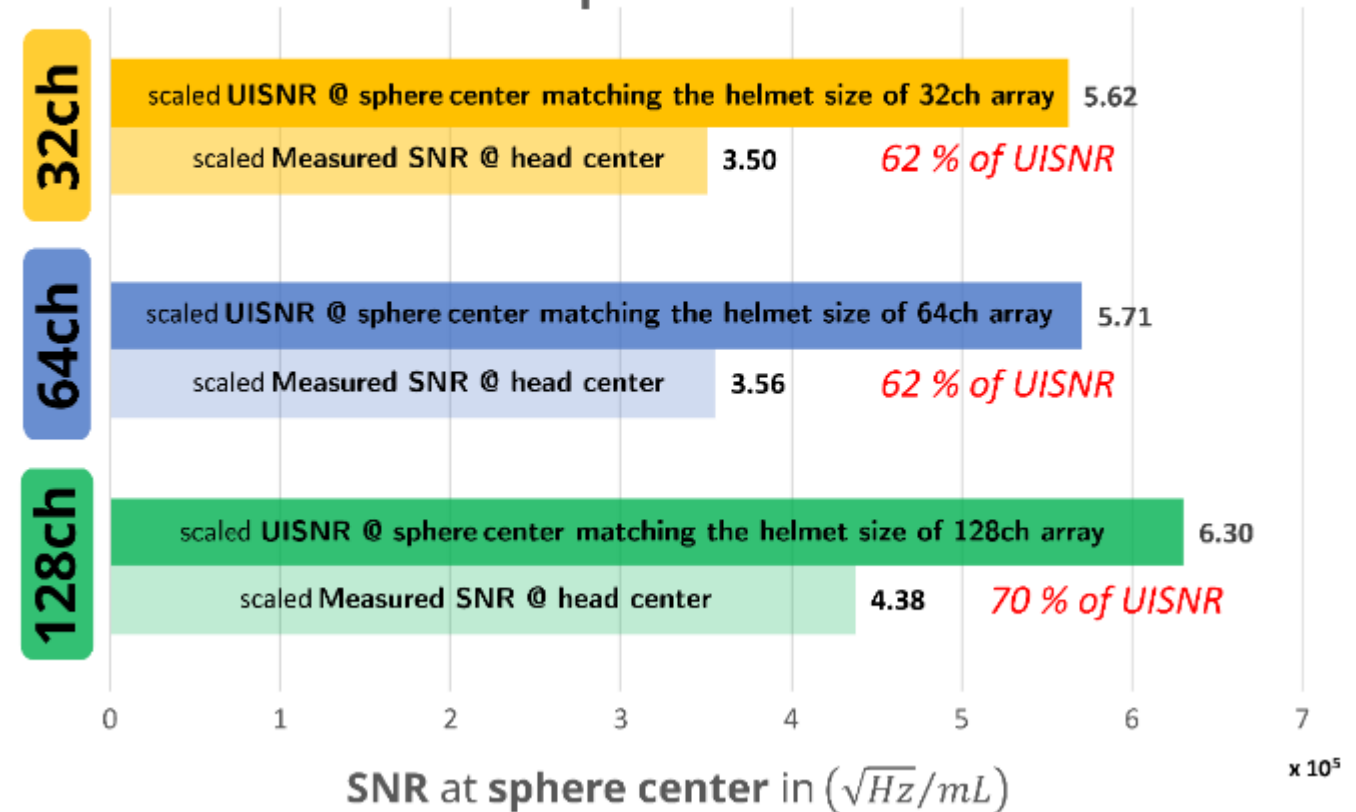 32ch
scaled UISNR @ sphere center matching the helmet size of 32ch array 5.62
scaled Measured SNR @ head center 3.50 62 % of UISNR
64ch
scaled UISNR @ sphere center matching the helmet size of 64ch array 5.71
scaled Measured SNR @ head center 3.56 62 % of UISNR
128ch
scaled UISNR @ sphere center matching the helmet size of 128ch array 6.30
scaled Measured SNR @ head center 4.38 70 % of UISNR
0 1 2 3 4 5 6 7
x 10⁵
SNR at sphere center in (√Hz/mL)